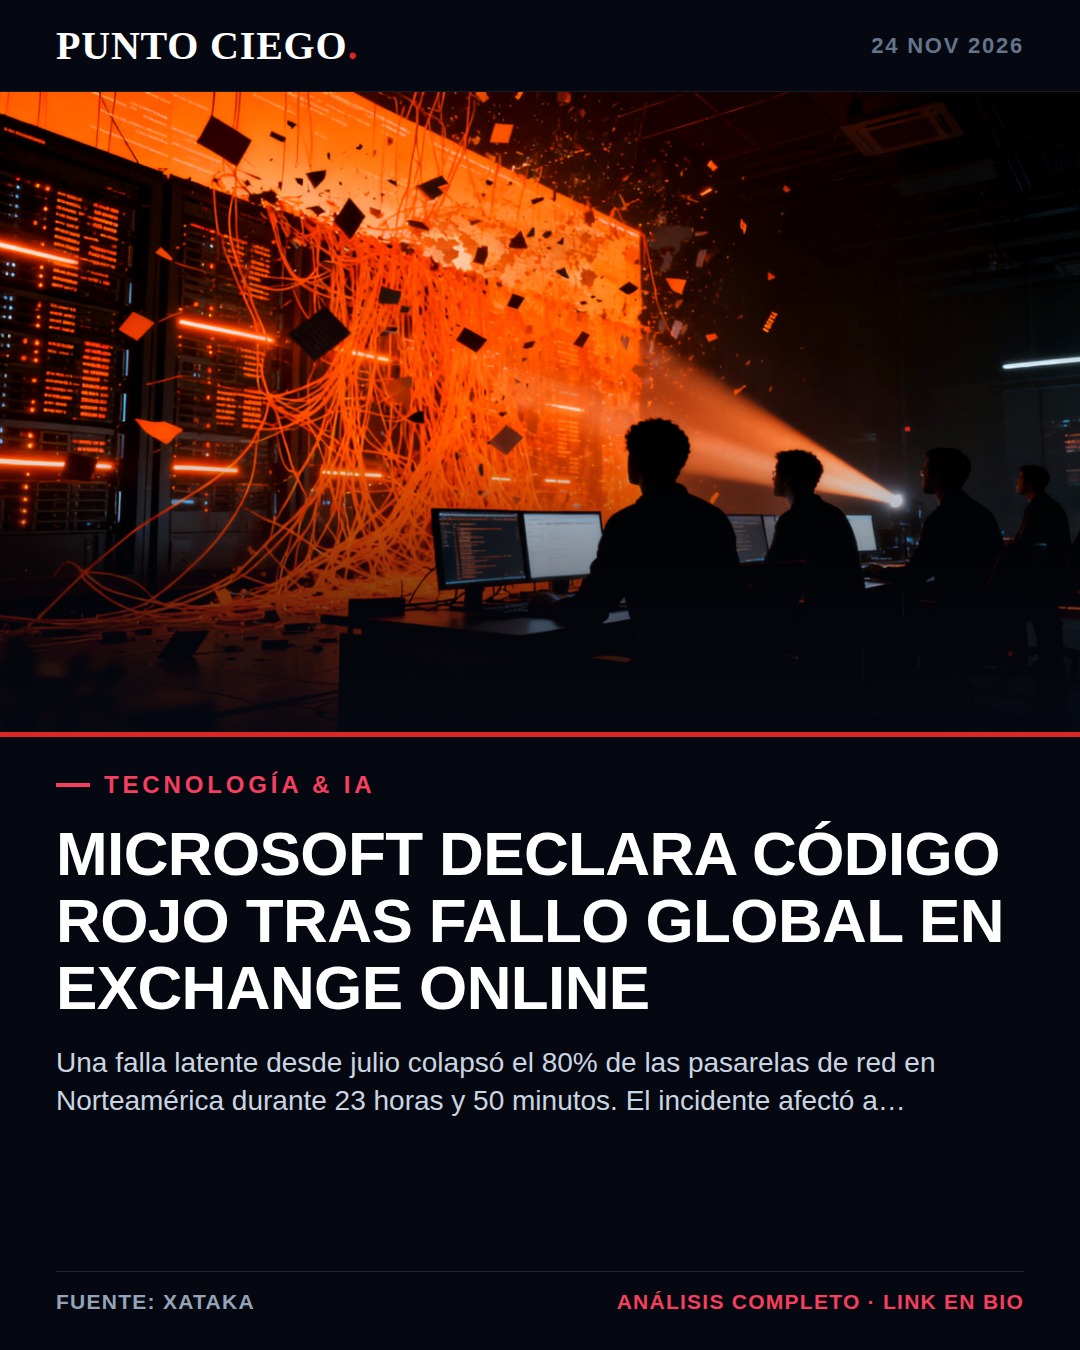 PUNTO CIEGO.
24 NOV 2026
TECNOLOGÍA & IA
MICROSOFT DECLARA CÓDIGO
ROJO TRAS FALLO GLOBAL EN
EXCHANGE ONLINE
Una falla latente desde julio colapsó el 80% de las pasarelas de red en
Norteamérica durante 23 horas y 50 minutos. El incidente afectó a…
FUENTE: XATAKA
ANÁLISIS COMPLETO · LINK EN BIO